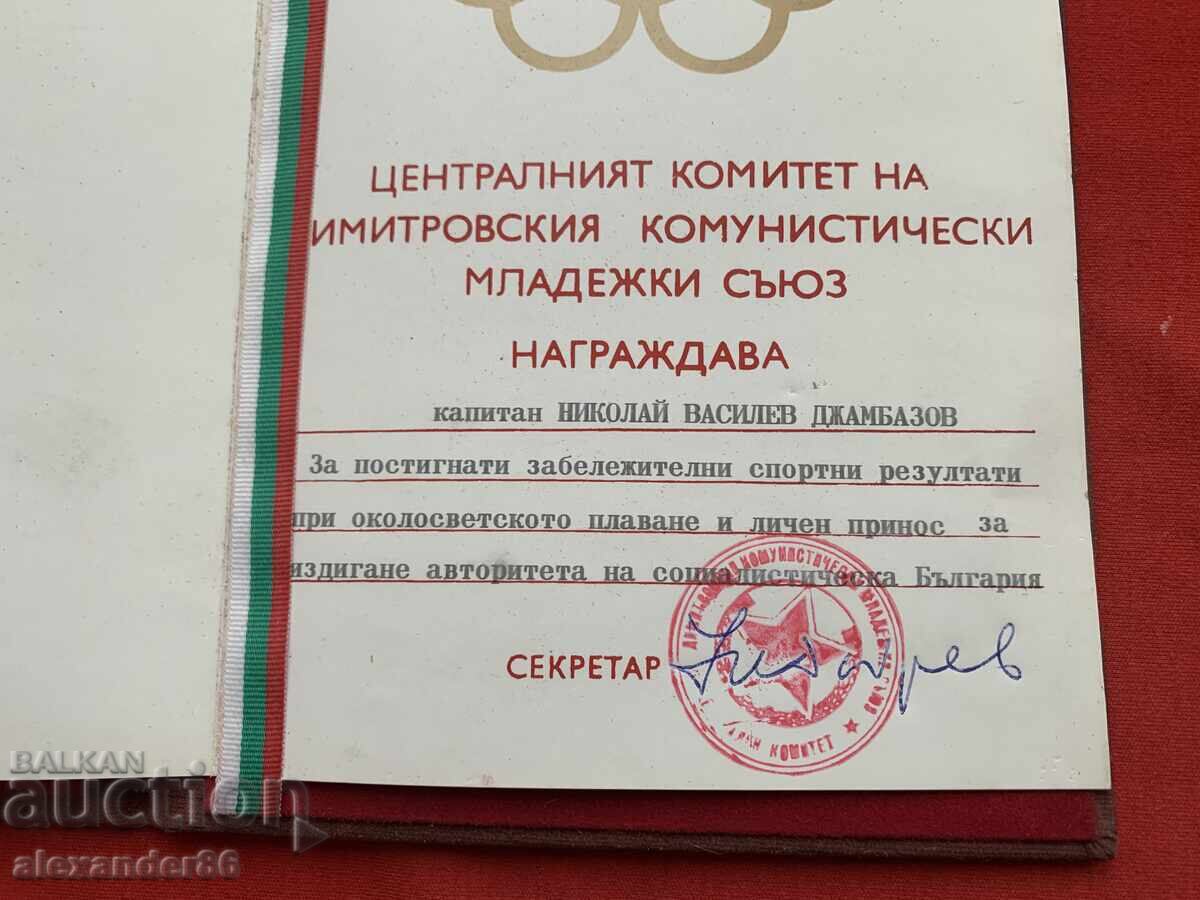 ЦЕНТРАЛНИЯТ КОМИТЕТ НА
ИМИТРОВСКИЯ КОМУНИСТИЧЕСКИ
МЛАДЕЖКИ СЪЮЗ
НАГРАЖДАВА
капитан НИКОЛАЙ ВАСИЛЕВ ДЖАМБАЗОВ
За постигнати забележителни спортни резултати
при околосветското плаване и личен принос за
издигане авторитета на социалистическа България
СЕКРЕТАР
КОМИТЕТ
BALKAN
auction
alexander86